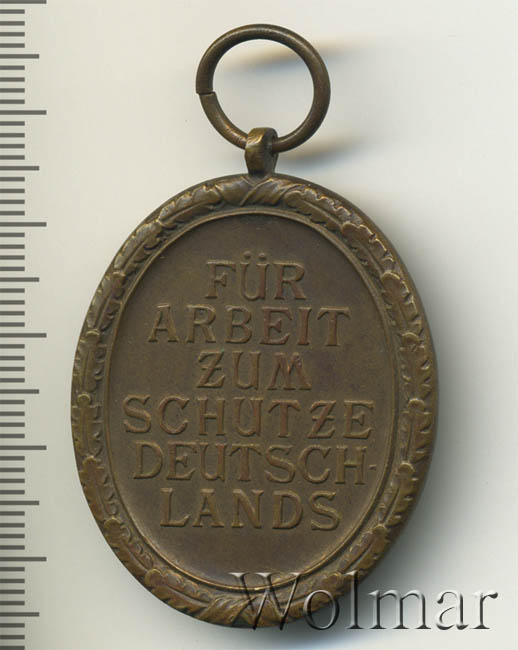 FÜR
ARBEIT
ZUM
SCHUTZE
DEUTSCH-
LANDS
Wolmar